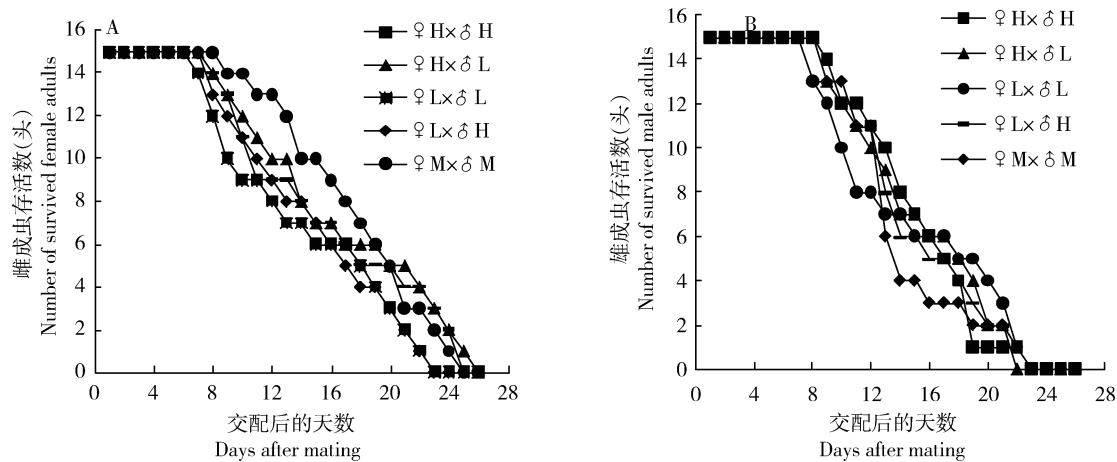 A
雌成虫存活数(头)
Number of survived female adults
16
14
12
10
8
6
4
2
0
0
4
8
12
16
20
24
28
交配后的天数
Days after mating
♀H×♂H
♀H×♂L
♀L×♂L
♀L×♂H
♀M×♂M
B
雄成虫存活数(头)
Number of survived male adults
16
14
12
10
8
6
4
2
0
0
4
8
12
16
20
24
28
交配后的天数
Days after mating
♀H×♂H
♀H×♂L
♀L×♂L
♀L×♂H
♀M×♂M